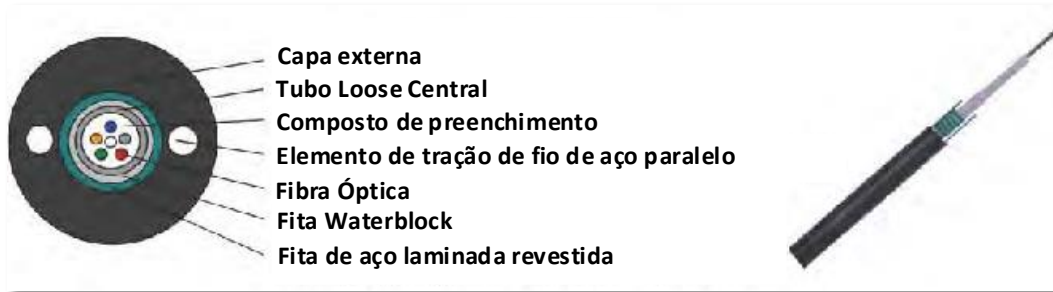 Capa externa
Tubo Loose Central
Composto de preenchimento
Elemento de tração de fio de aço paralelo
Fibra Óptica
Fita Waterblock
Fita de aço laminada revestida